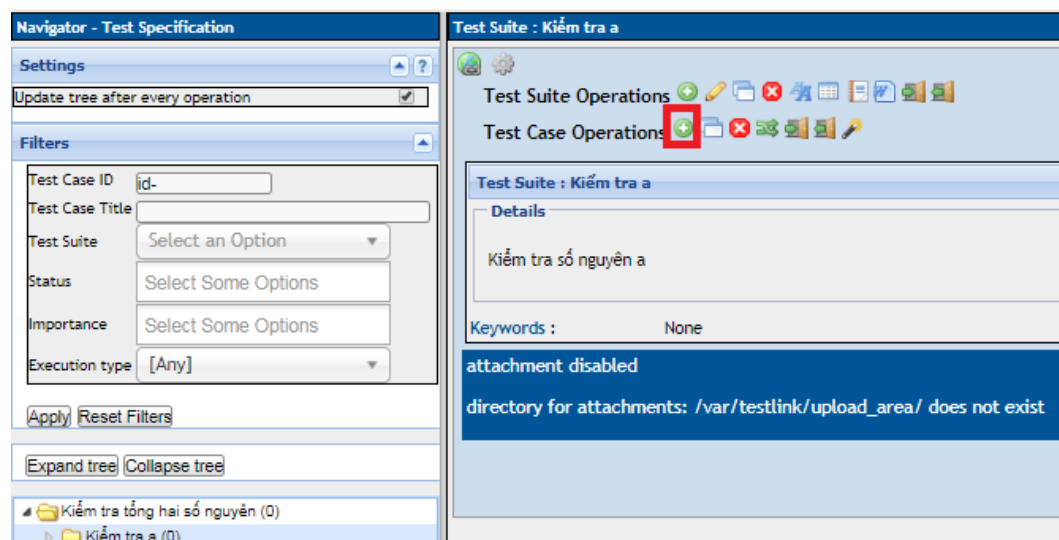 Navigator - Test Specification
Settings
?
Update tree after every operation
Filters
Test Case ID id-
Test Case Title
Test Suite Select an Option
Status Select Some Options
Importance Select Some Options
Execution type [Any]
Apply Reset Filters
Expand tree Collapse tree
Kiểm tra tổng hai số nguyên (0)
Kiểm tra a (0)
Test Suite : Kiểm tra a
Test Suite Operations
Test Case Operations
Test Suite : Kiểm tra a
Details
Kiểm tra số nguyên a
Keywords : None
attachment disabled
directory for attachments: /var/testlink/upload_area/ does not exist